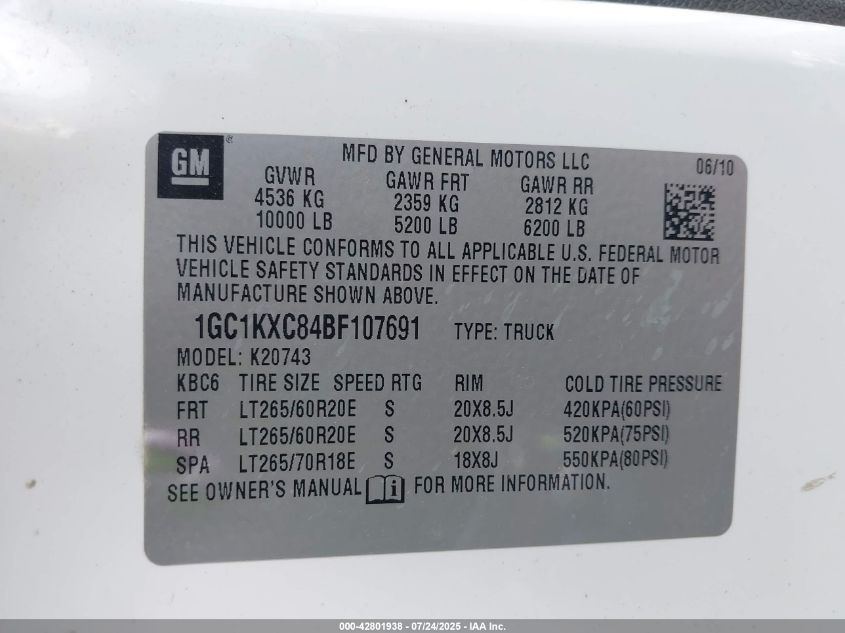 GM®
MFD BY GENERAL MOTORS LLC
06/10
GVWR GAWR FRT GAWR RR
4536 KG 2359 KG 2812 KG
10000 LB 5200 LB 6200 LB
THIS VEHICLE CONFORMS TO ALL APPLICABLE U.S. FEDERAL MOTOR
VEHICLE SAFETY STANDARDS IN EFFECT ON THE DATE OF
MANUFACTURE SHOWN ABOVE.
1GC1KXC84BF107691 TYPE: TRUCK
MODEL: K20743
KBC6 TIRE SIZE SPEED RTG RIM COLD TIRE PRESSURE
FRT LT265/60R20E S 20X8.5J 420KPA(60PSI)
RR LT265/60R20E S 20X8.5J 520KPA(75PSI)
SPA LT265/70R18E S 18X8J 550KPA(80PSI)
SEE OWNER'S MANUAL i FOR MORE INFORMATION.
000-42801938 - 07/24/2025 - IAA Inc.